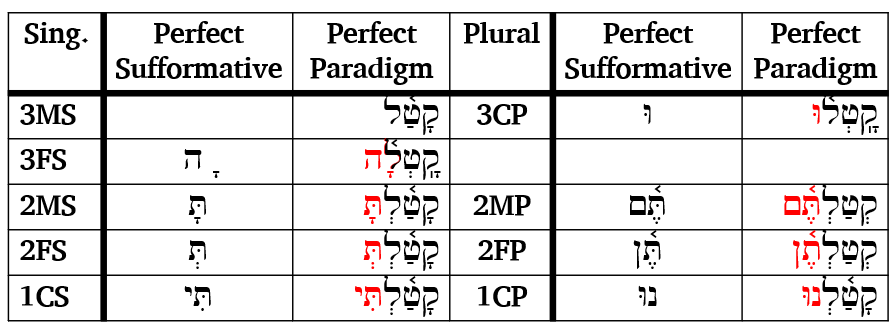 Sing. Perfect Sufformative Perfect Paradigm Plural Perfect Sufformative Perfect Paradigm
3MS קָטַ֫ל 3CP וּ קָֽטְל֫וּ
3FS ָה קָֽטְלָ֫ה
2MS תָּ קָטַ֫לְתָּ 2MP תֶּ֫ם קְטַלְתֶּ֫ם
2FS תְּ קָטַ֫לְתְּ 2FP תֶּ֫ן קְטַלְתֶ֫ן
1CS תִּי קָטַ֫לְתִּי 1CP נוּ קָטַ֫לְנוּ